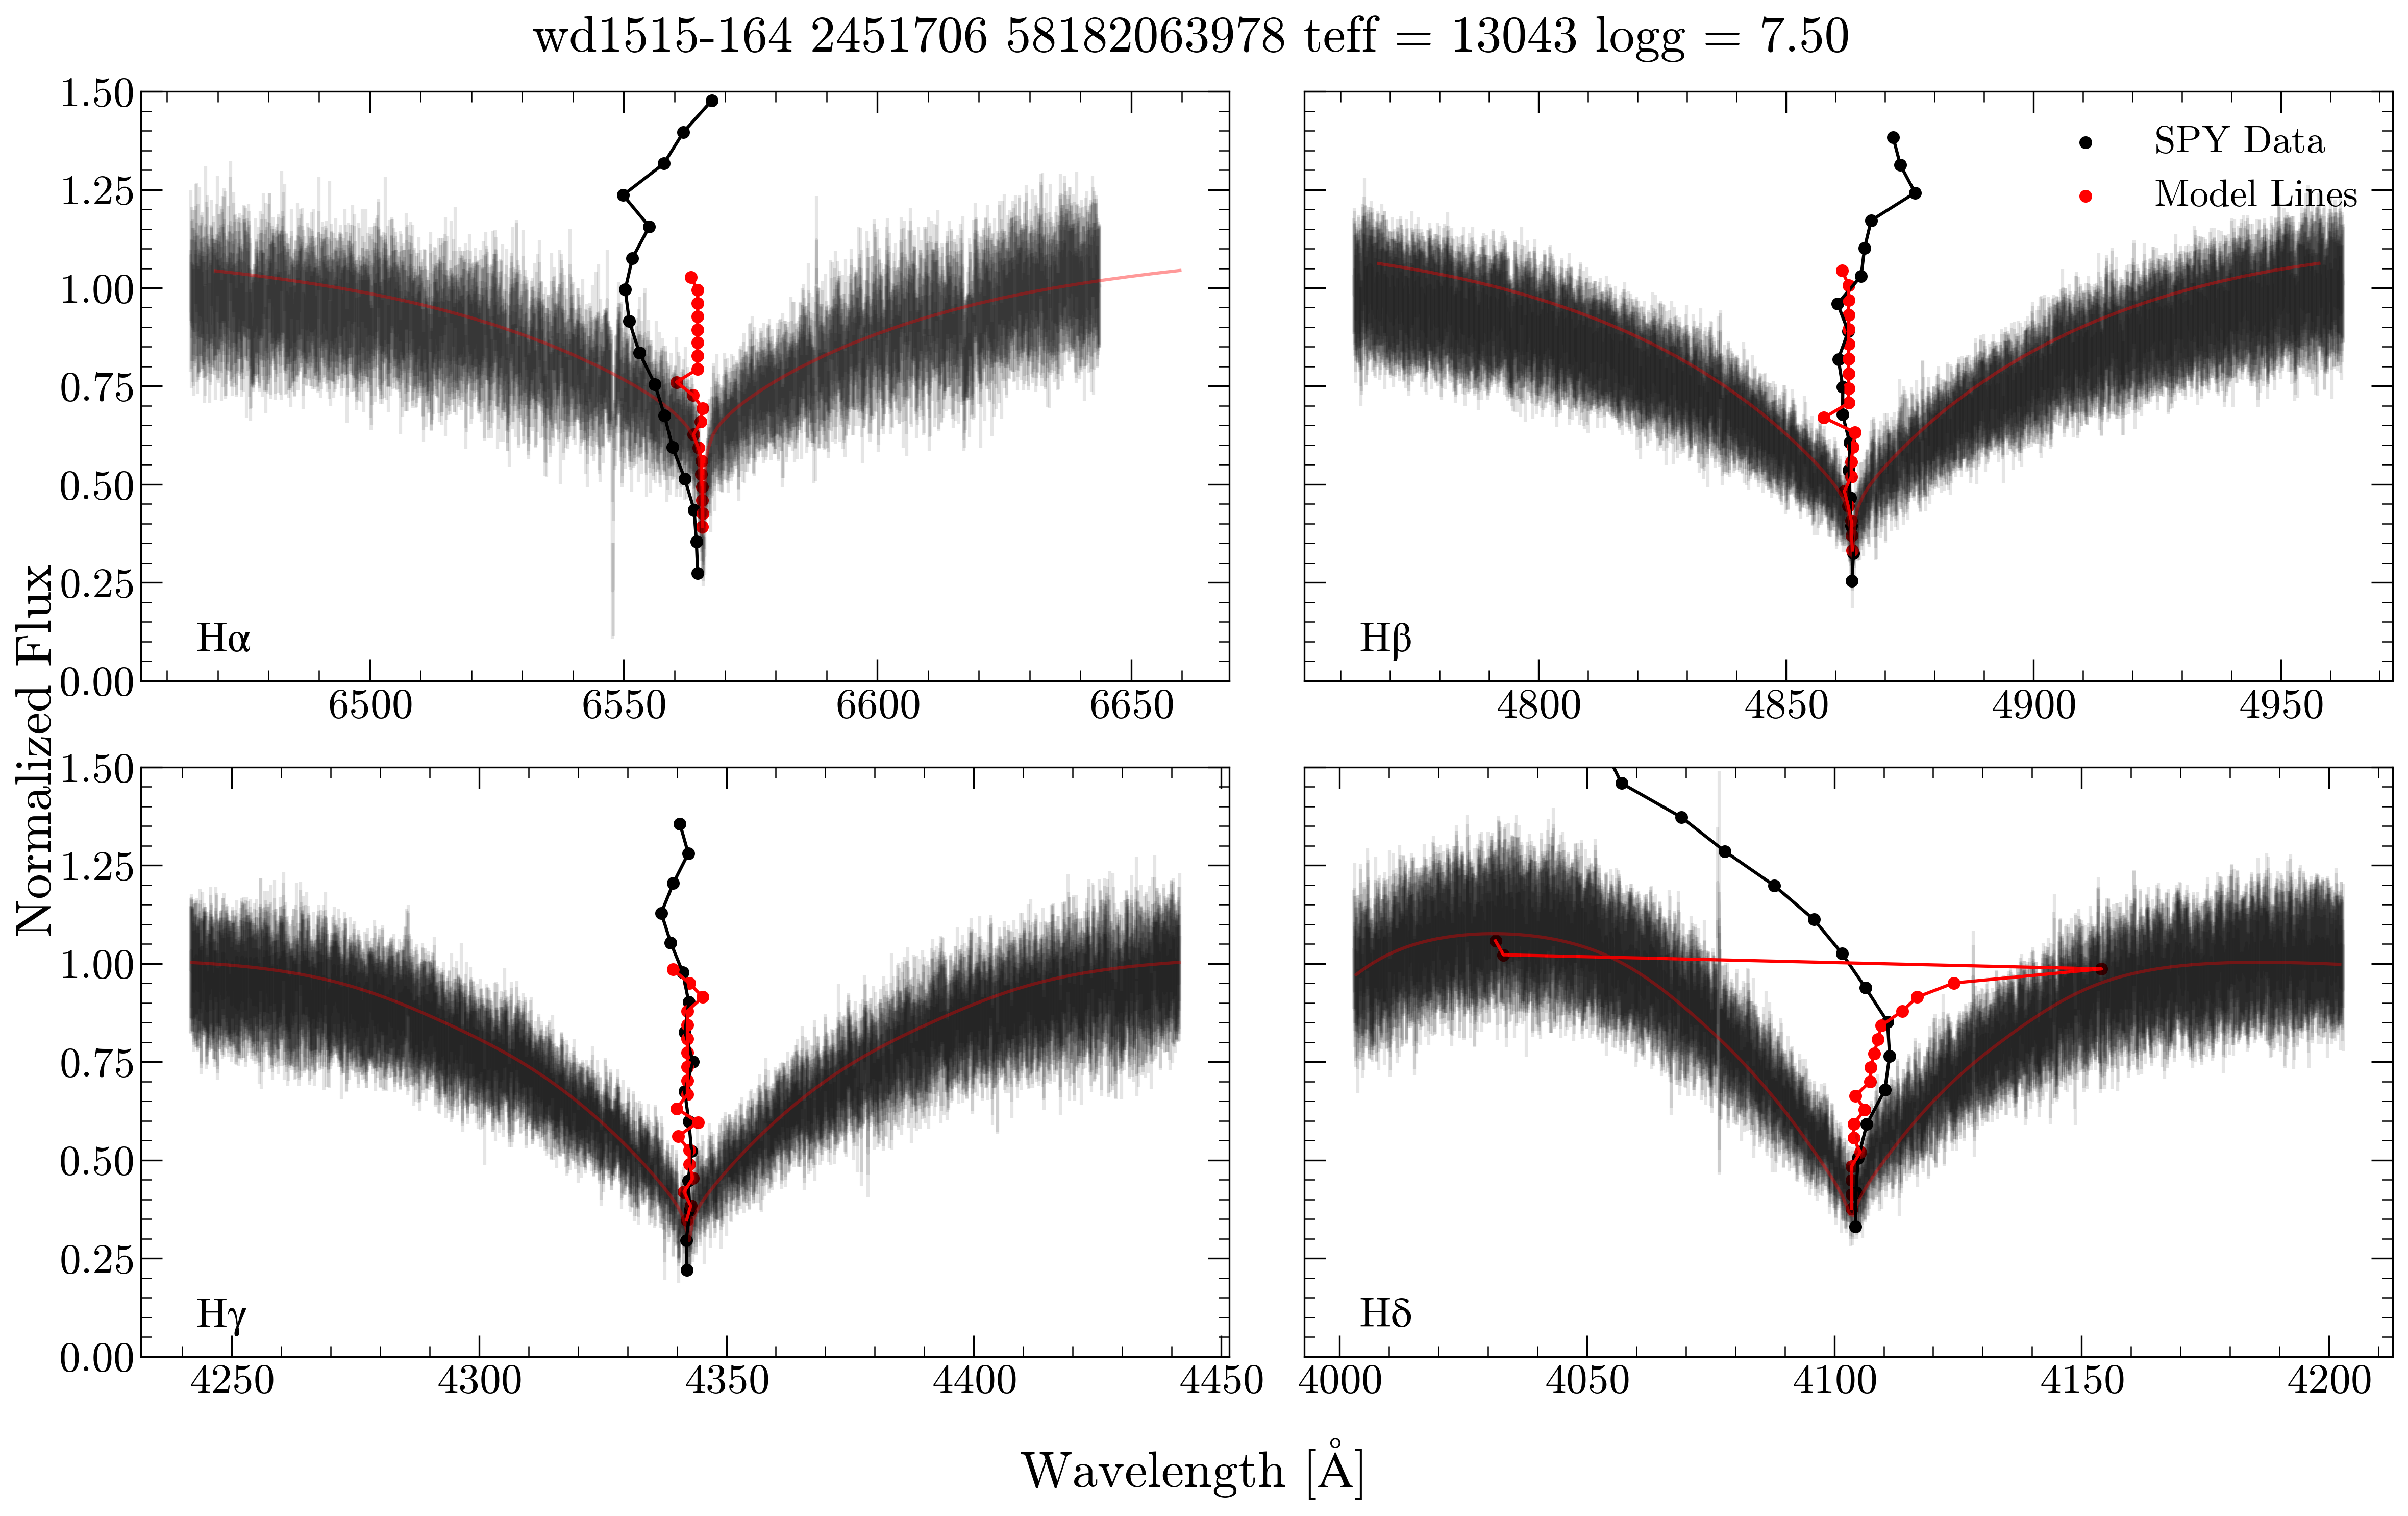 wd1515-164 2451706 58182063978 teff = 13043 logg = 7.50
Normalized Flux
1.50
1.25
1.00
0.75
0.50
0.25
0.00
Hα
6500 6550 6600 6650
SPY Data
Model Lines
Hβ
4800 4850 4900 4950
1.50
1.25
1.00
0.75
0.50
0.25
0.00
Hγ
4250 4300 4350 4400 4450
Hδ
4000 4050 4100 4150 4200
Wavelength [Å]